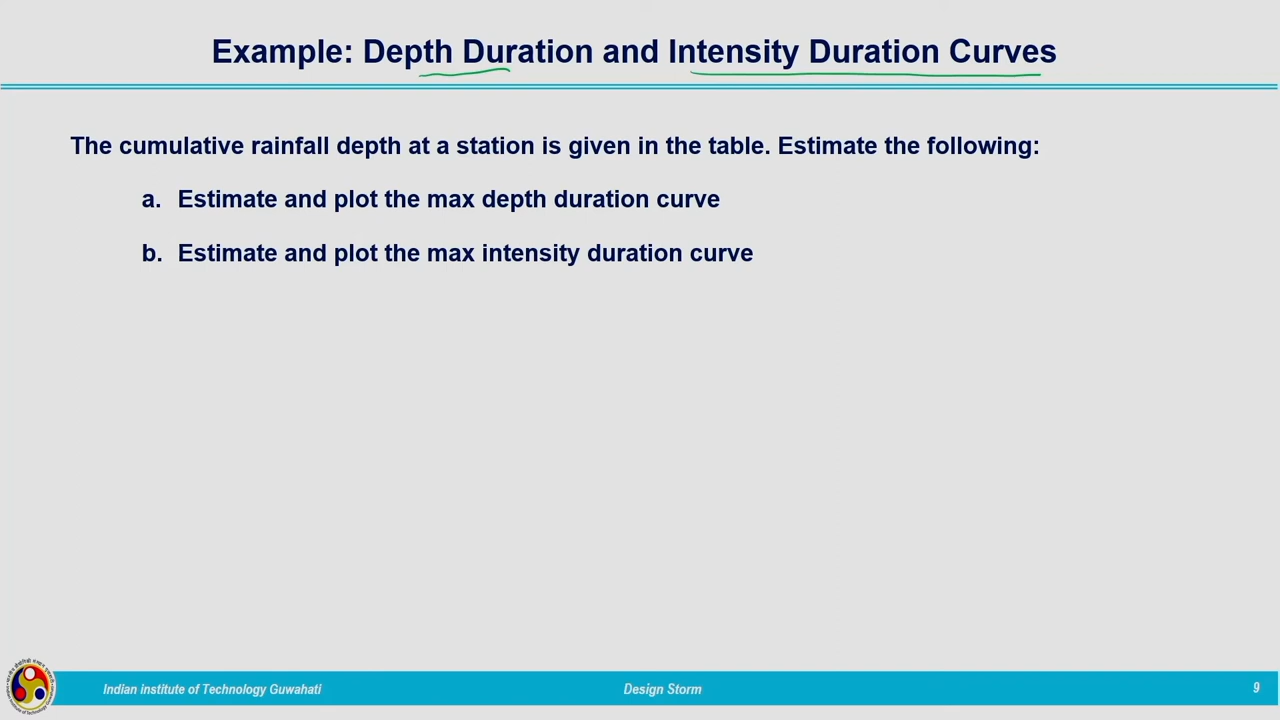 Example: Depth Duration and Intensity Duration Curves
The cumulative rainfall depth at a station is given in the table. Estimate the following:
a. Estimate and plot the max depth duration curve
b. Estimate and plot the max intensity duration curve
Indian institute of Technology Guwahati
Design Storm
9